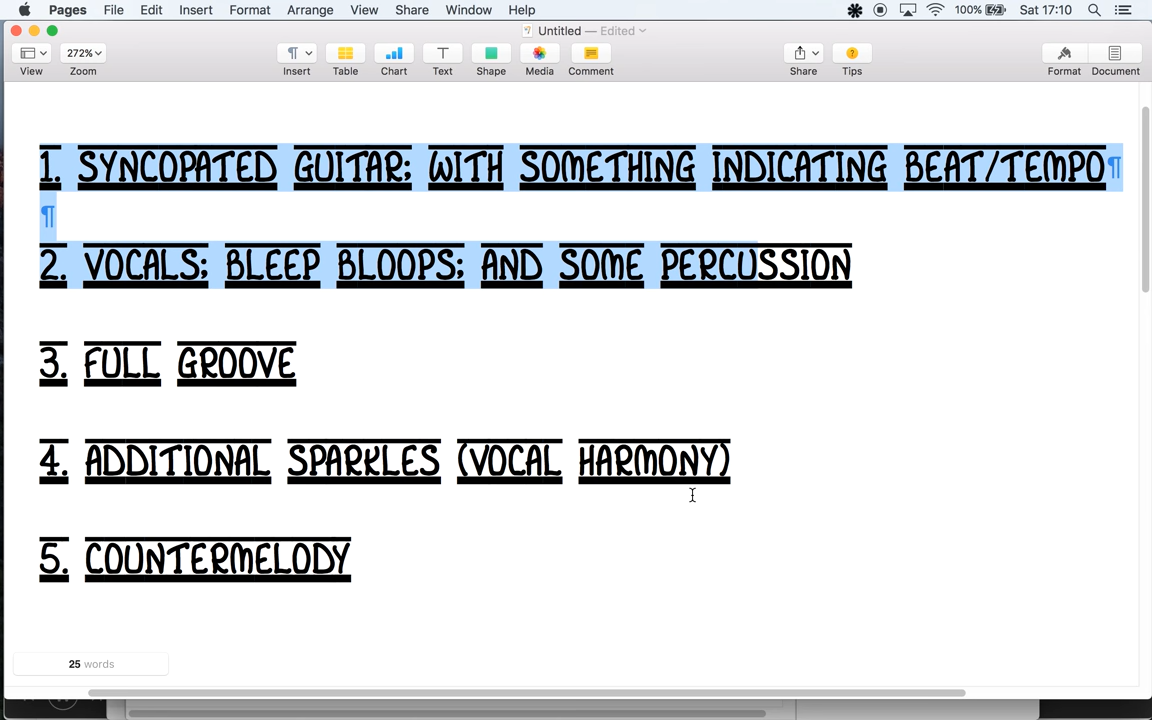 Pages File Edit Insert Format Arrange View Share Window Help 100% Sat 17:10
Untitled — Edited
272%
View Zoom Insert Table Chart Text Shape Media Comment Share Tips Format Document
1. SYNCOPATED GUITAR; WITH SOMETHING INDICATING BEAT/TEMPO¶
¶
2. VOCALS; BLEEP BLOOPS; AND SOME PERCUSSION
3. FULL GROOVE
4. ADDITIONAL SPARKLES (VOCAL HARMONY)
5. COUNTERMELODY
25 words